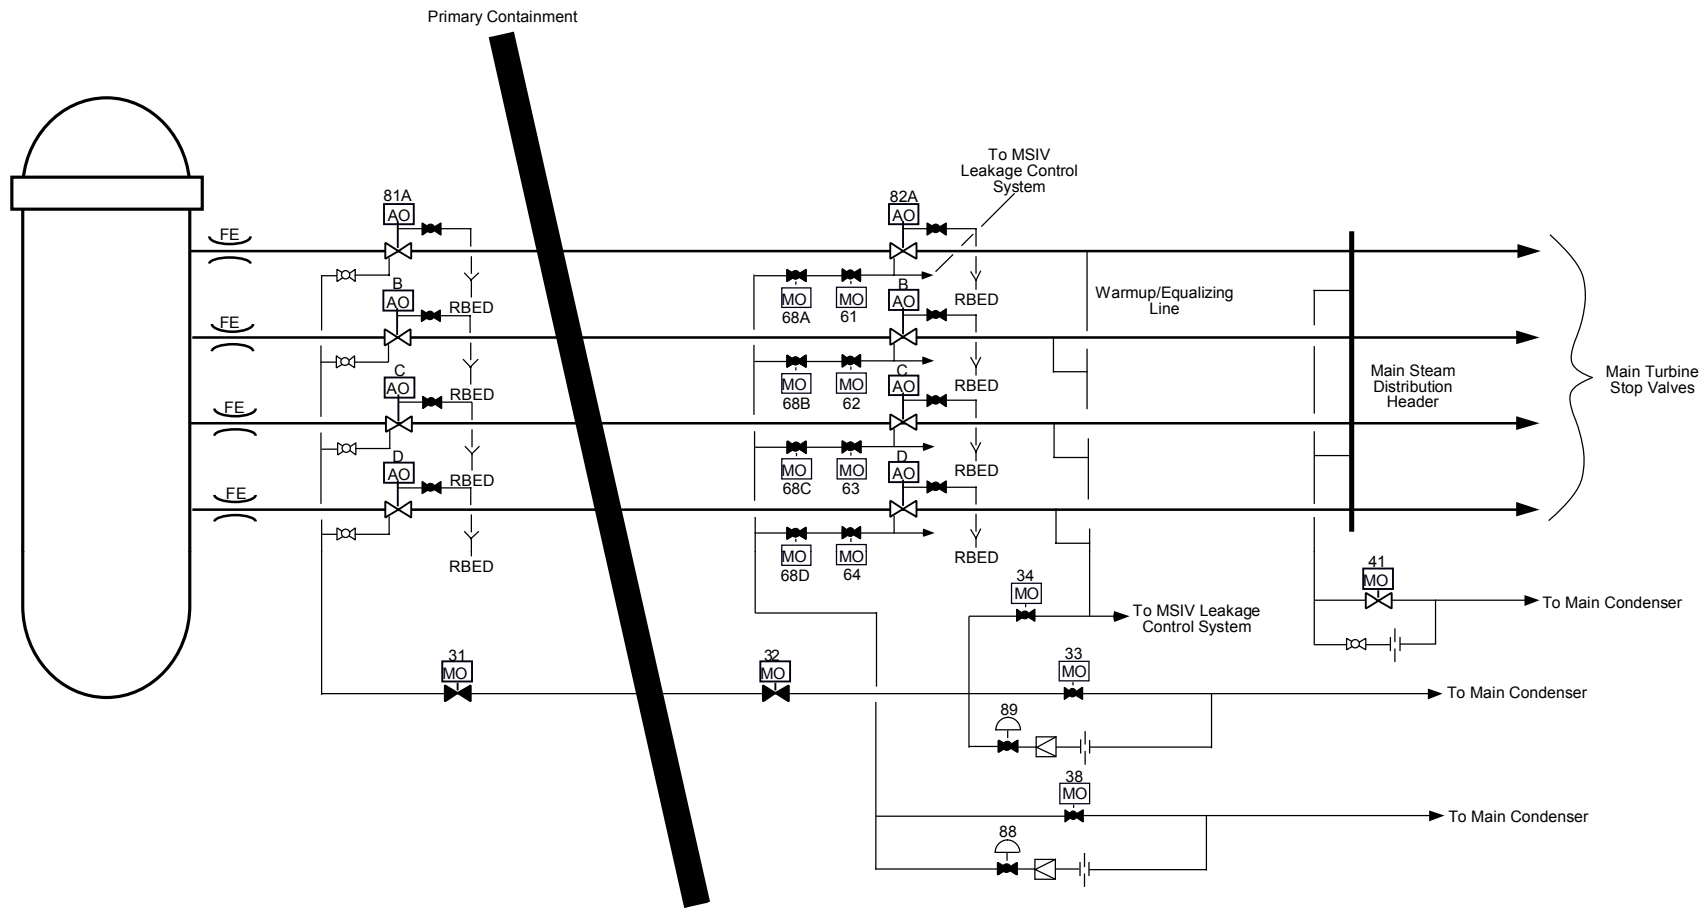 Primary Containment
To MSIV
Leakage Control
System
81A
AO
82A
AO
FE
B
AO
RBED
MO
68A
MO
61
B
AO
RBED
Warmup/Equalizing
Line
FE
C
AO
RBED
MO
68B
MO
62
C
AO
RBED
Main Steam
Distribution
Header
Main Turbine
Stop Valves
FE
D
AO
RBED
MO
68C
MO
63
D
AO
RBED
FE
RBED
MO
68D
MO
64
RBED
34
MO
41
MO
To MSIV Leakage
Control System
To Main Condenser
31
MO
32
MO
33
MO
To Main Condenser
89
38
MO
To Main Condenser
88